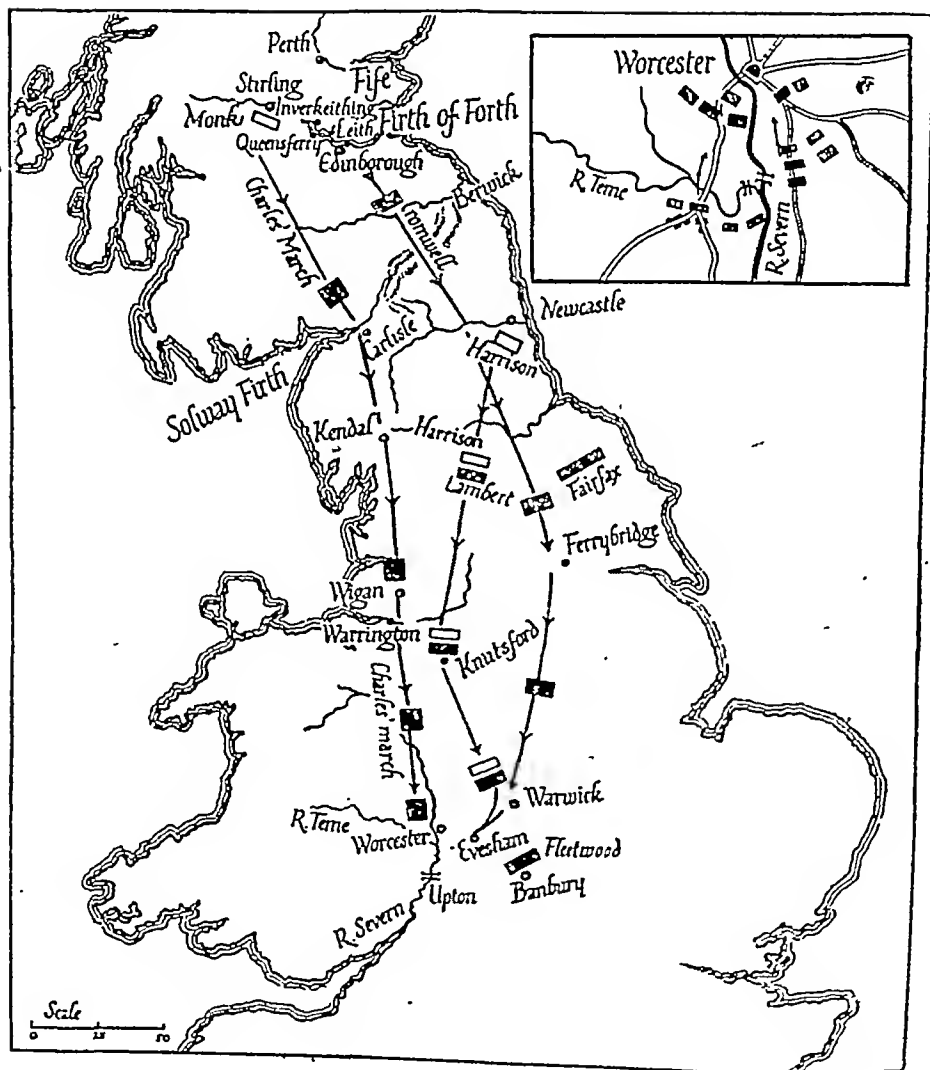 Perth
Fife
Stirling
Inverkeithing
Monk
Leith
Firth of Forth
Queensferry
Edinborough
Berwick
Charles' March
Cromwell
Newcastle
Carlisle
Harrison
Solway Firth
Kendal
Harrison
Lambert
Fairfax
Ferrybridge
Wigan
Warrington
Knutsford
Charles' march
Warwick
R. Teme
Worcester
Evesham
Fleetwood
Banbury
Upton
R. Severn
Scale
0 25 50
Worcester
R. Teme
R. Severn